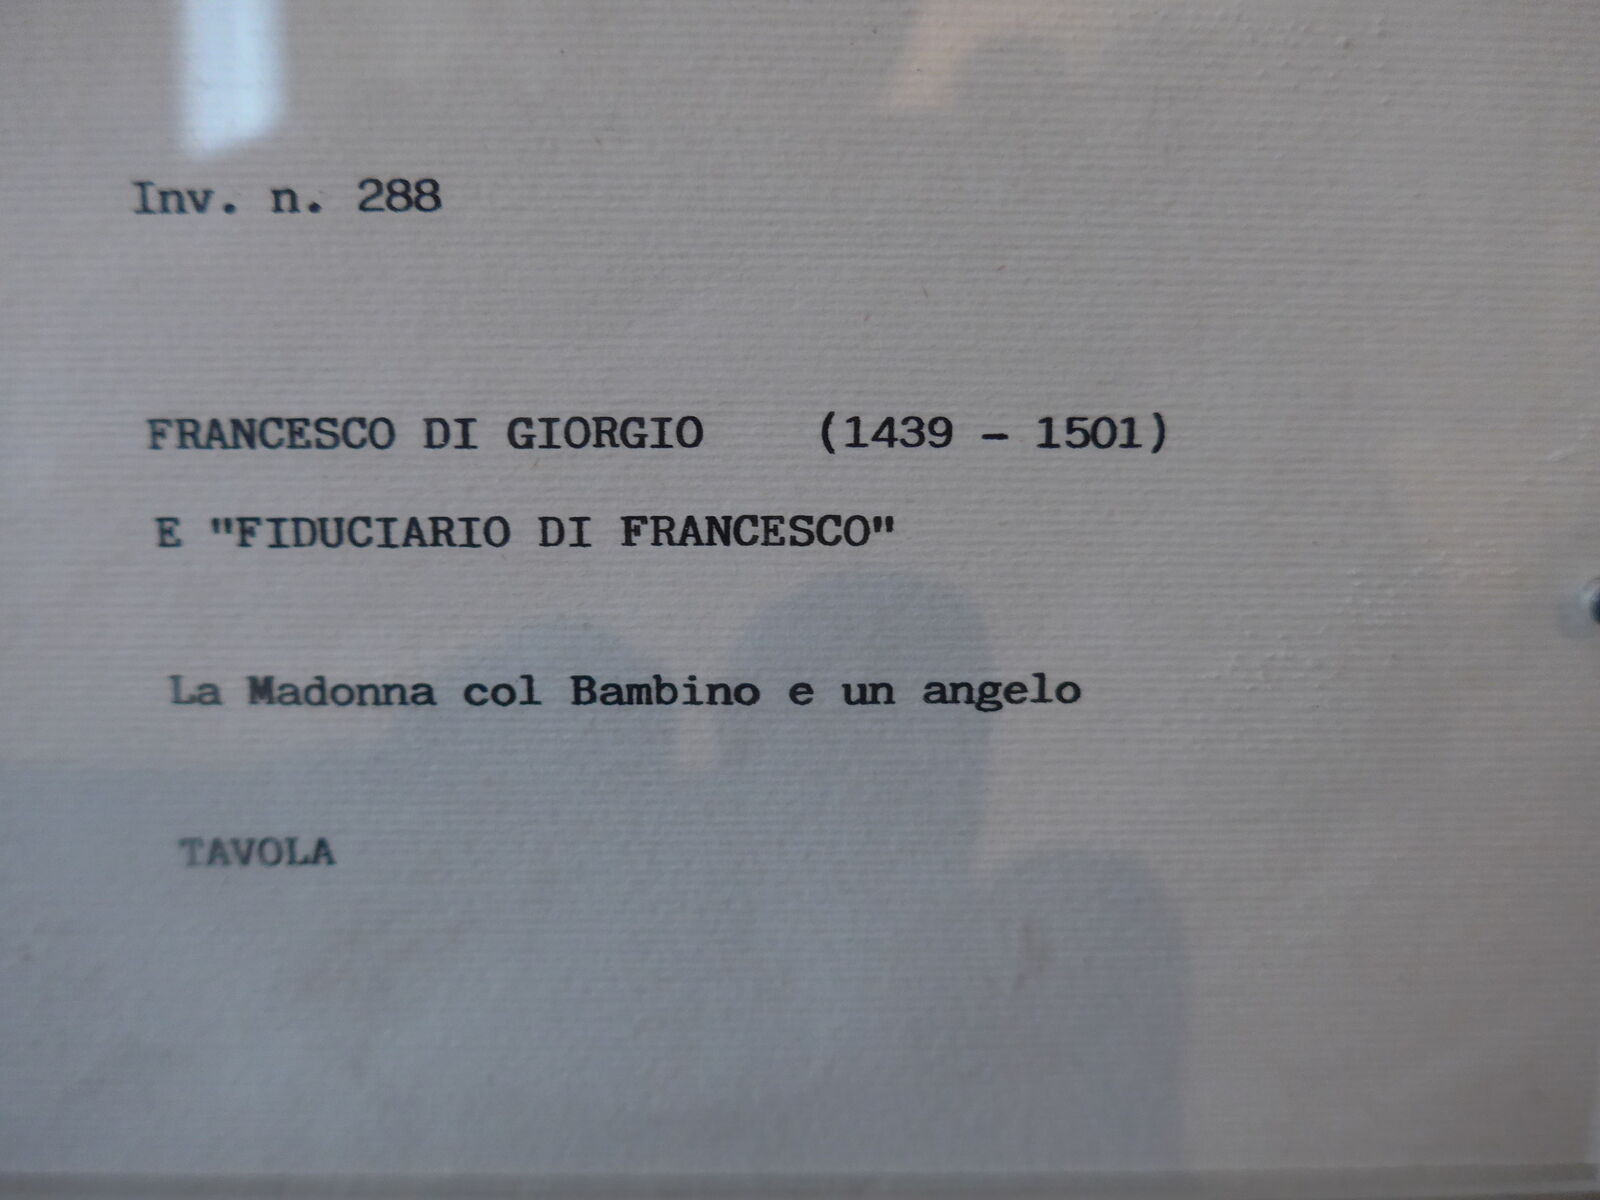 Inv. n. 288
FRANCESCO DI GIORGIO (1439 - 1501)
E "FIDUCIARIO DI FRANCESCO"
La Madonna col Bambino e un angelo
TAVOLA